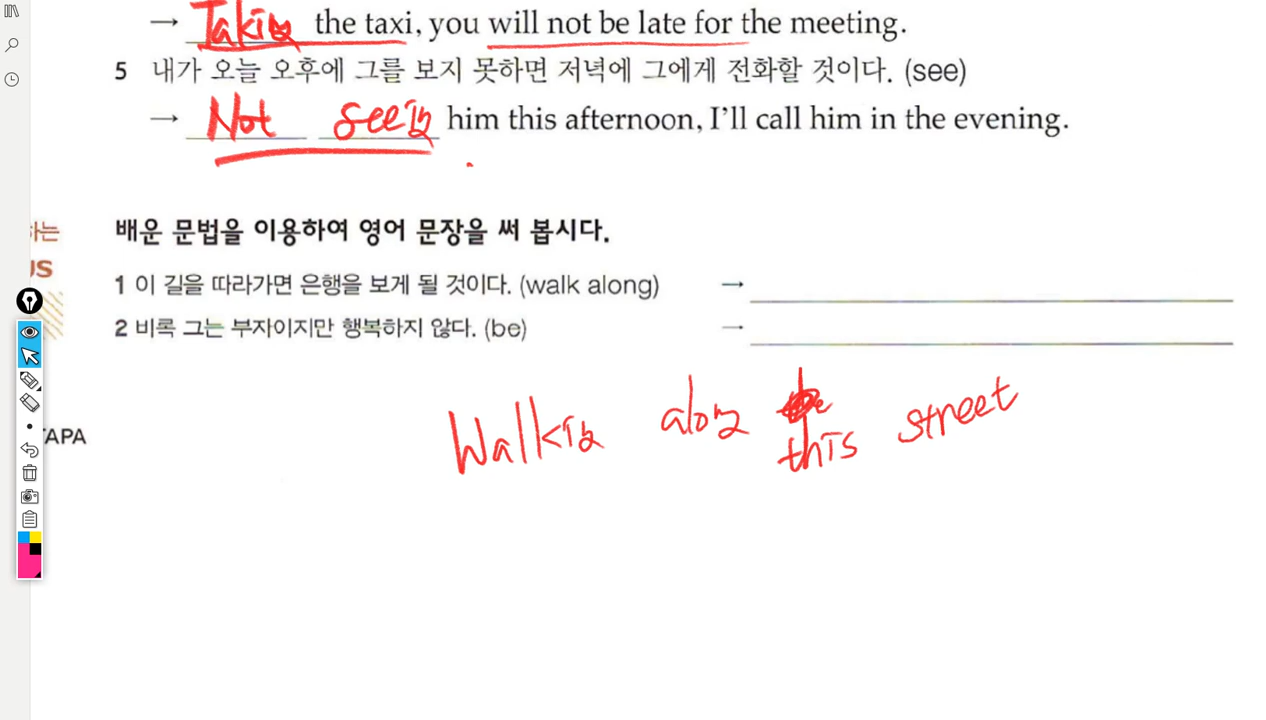 → Taking the taxi, you will not be late for the meeting.
5 내가 오늘 오후에 그를 보지 못하면 저녁에 그에게 전화할 것이다. (see)
→ Not seeing him this afternoon, I'll call him in the evening.
하는
US
배운 문법을 이용하여 영어 문장을 써 봅시다.
1 이 길을 따라가면 은행을 보게 될 것이다. (walk along) →
2 비록 그는 부자이지만 행복하지 않다. (be) →
Walking along this street
TAPA